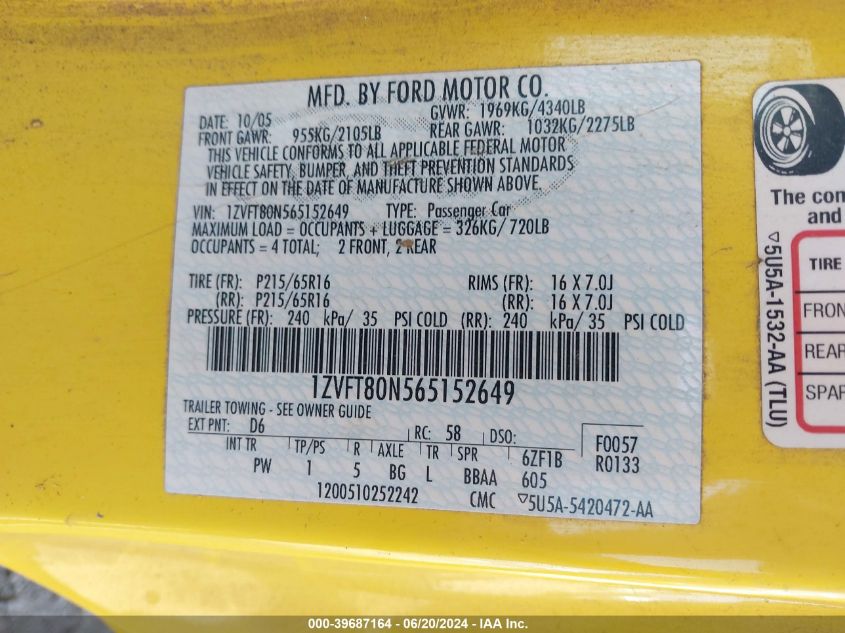 MFD. BY FORD MOTOR CO.
DATE: 10/05 GVWR: 1969KG/4340LB
FRONT GAWR: 955KG/2105LB REAR GAWR: 1032KG/2275LB
THIS VEHICLE CONFORMS TO ALL APPLICABLE FEDERAL MOTOR
VEHICLE SAFETY, BUMPER, AND THEFT PREVENTION STANDARDS
IN EFFECT ON THE DATE OF MANUFACTURE SHOWN ABOVE.
VIN: 1ZVFT80N565152649 TYPE: Passenger Car
MAXIMUM LOAD = OCCUPANTS + LUGGAGE = 326KG/720LB
OCCUPANTS = 4 TOTAL; 2 FRONT, 2 REAR
TIRE (FR): P215/65R16 RIMS (FR): 16 X 7.0J
(RR): P215/65R16 (RR): 16 X 7.0J
PRESSURE (FR): 240 kPa/ 35 PSI COLD (RR): 240 kPa/ 35 PSI COLD
1ZVFT80N565152649
TRAILER TOWING - SEE OWNER GUIDE
EXT PNT: D6 RC: 58 DSO: F0057
INT TR TP/PS R AXLE TR SPR 6ZF1B R0133
PW 1 5 BG L BBAA 605
1200510252242 CMC ▽5U5A-5420472-AA
The com
and
TIRE
FRON
REAR
SPAR
▽5U5A-1532-AA (TLU)
000-39687164 - 06/20/2024 - IAA Inc.